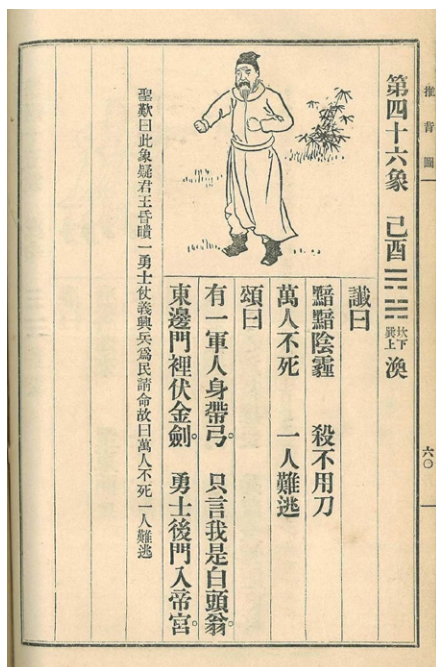 推背圖
六〇
第四十六象 己酉 ䷺ 坎下巽上 渙
讖曰
黯黯陰霾 殺不用刀
萬人不死 一人難逃
頌曰
有一軍人身帶弓。 只言我是白頭翁。
東邊門裡伏金劍。 勇士後門入帝宮。
聖歎曰此象疑君王昏瞶一勇士仗義興兵爲民請命故曰萬人不死一人難逃